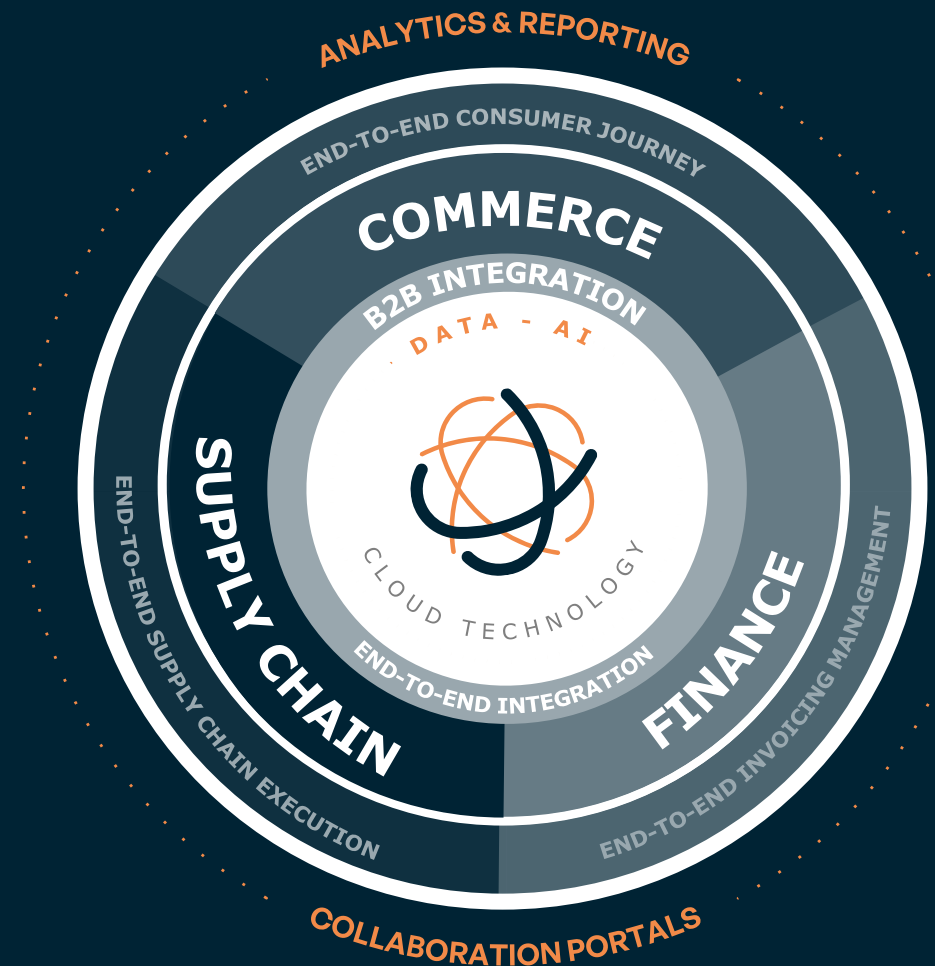 ANALYTICS & REPORTING
END-TO-END CONSUMER JOURNEY
COMMERCE
B2B INTEGRATION
DATA - AI
CLOUD TECHNOLOGY
END-TO-END INTEGRATION
SUPPLY CHAIN
END-TO-END SUPPLY CHAIN EXECUTION
FINANCE
END-TO-END INVOICING MANAGEMENT
COLLABORATION PORTALS